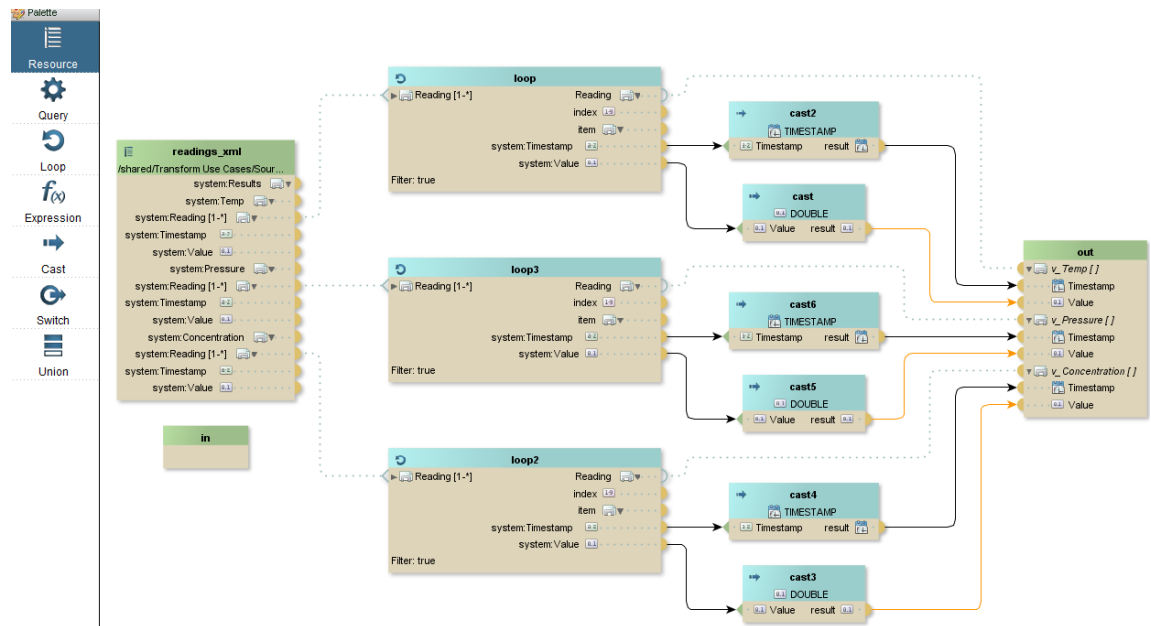 Palette
Resource
Query
Loop
f(x)
Expression
Cast
Switch
Union
readings_xml
/shared/Transform Use Cases/Sour...
system:Results
system:Temp
system:Reading [1-*]
system:Timestamp
system:Value
system:Pressure
system:Reading [1-*]
system:Timestamp
system:Value
system:Concentration
system:Reading [1-*]
system:Timestamp
system:Value
in
loop
Reading [1-*] Reading
index
item
system:Timestamp
system:Value
Filter: true
cast2
TIMESTAMP
Timestamp result
cast
DOUBLE
Value result
loop3
Reading [1-*] Reading
index
item
system:Timestamp
system:Value
Filter: true
cast6
TIMESTAMP
Timestamp result
cast5
DOUBLE
Value result
loop2
Reading [1-*] Reading
index
item
system:Timestamp
system:Value
Filter: true
cast4
TIMESTAMP
Timestamp result
cast3
DOUBLE
Value result
out
v_Temp [ ]
Timestamp
Value
v_Pressure [ ]
Timestamp
Value
v_Concentration [ ]
Timestamp
Value